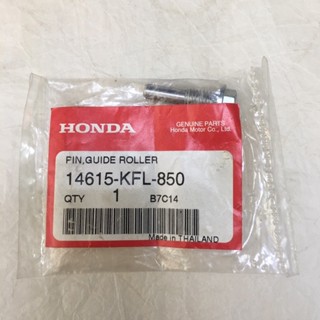 HONDA
GENUINE PARTS
Honda Motor Co., Ltd.
PIN,GUIDE ROLLER
14615-KFL-850
QTY 1 B7C14
Made in THAILAND